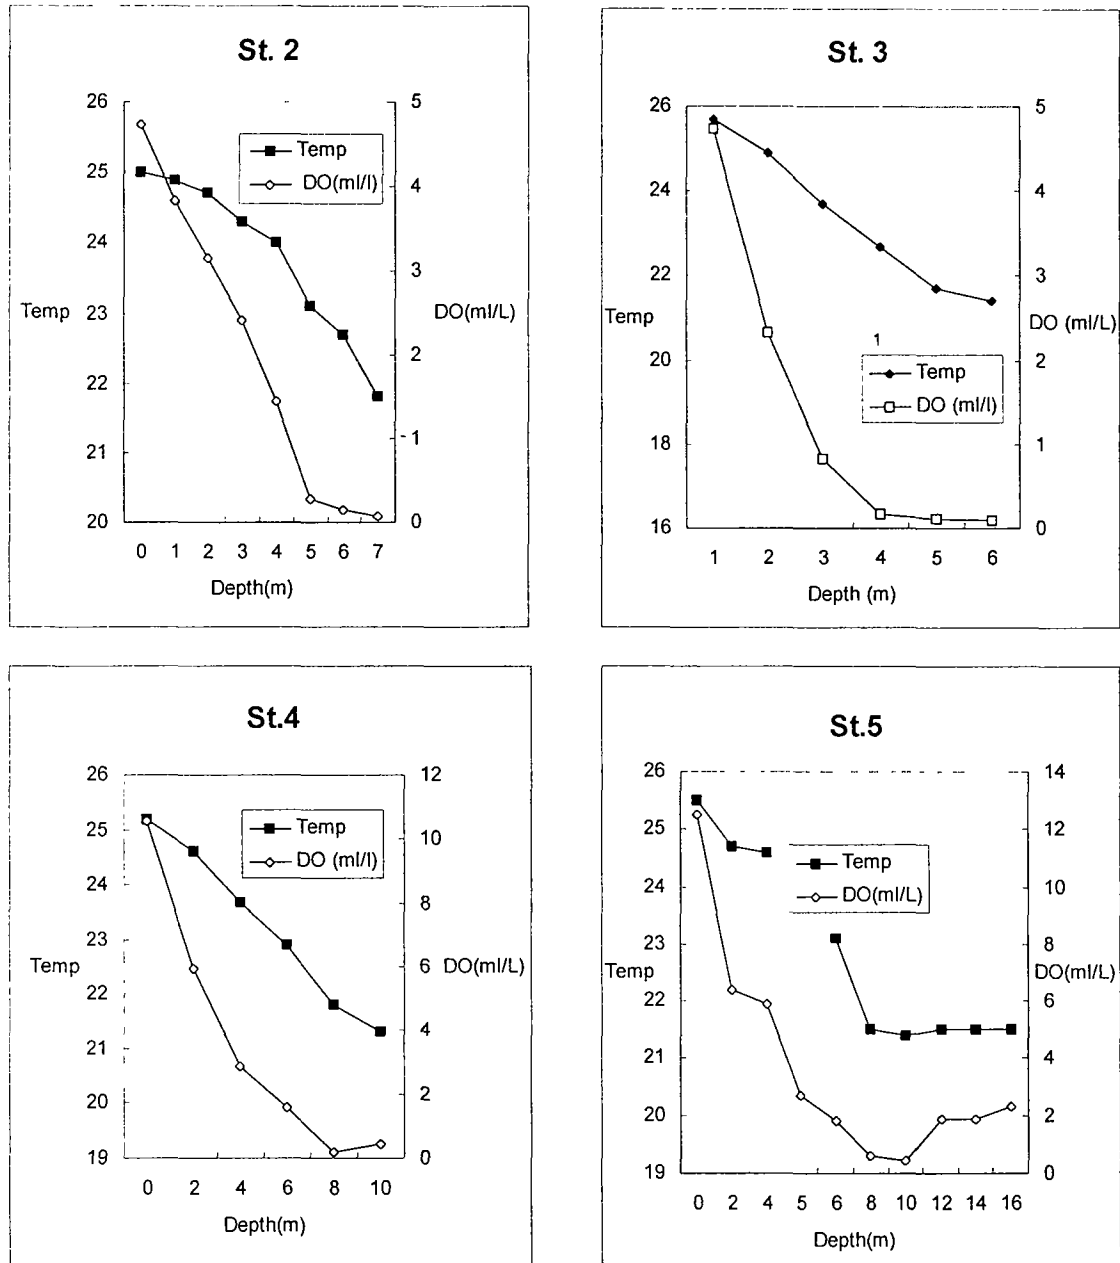 St. 2
26
25
24
23
22
21
20
Temp
5
4
3
2
1
0
DO(ml/L)
Temp
DO(ml/l)
0 1 2 3 4 5 6 7
Depth(m)
St. 3
26
24
22
20
18
16
Temp
5
4
3
2
1
0
DO (ml/L)
1
Temp
DO (ml/l)
1 2 3 4 5 6
Depth (m)
St.4
26
25
24
23
22
21
20
19
Temp
12
10
8
6
4
2
0
DO(ml/L)
Temp
DO (ml/l)
0 2 4 6 8 10
Depth(m)
St.5
26
25
24
23
22
21
20
19
Temp
14
12
10
8
6
4
2
0
DO(ml/L)
Temp
DO(ml/L)
0 2 4 5 6 8 10 12 14 16
Depth(m)